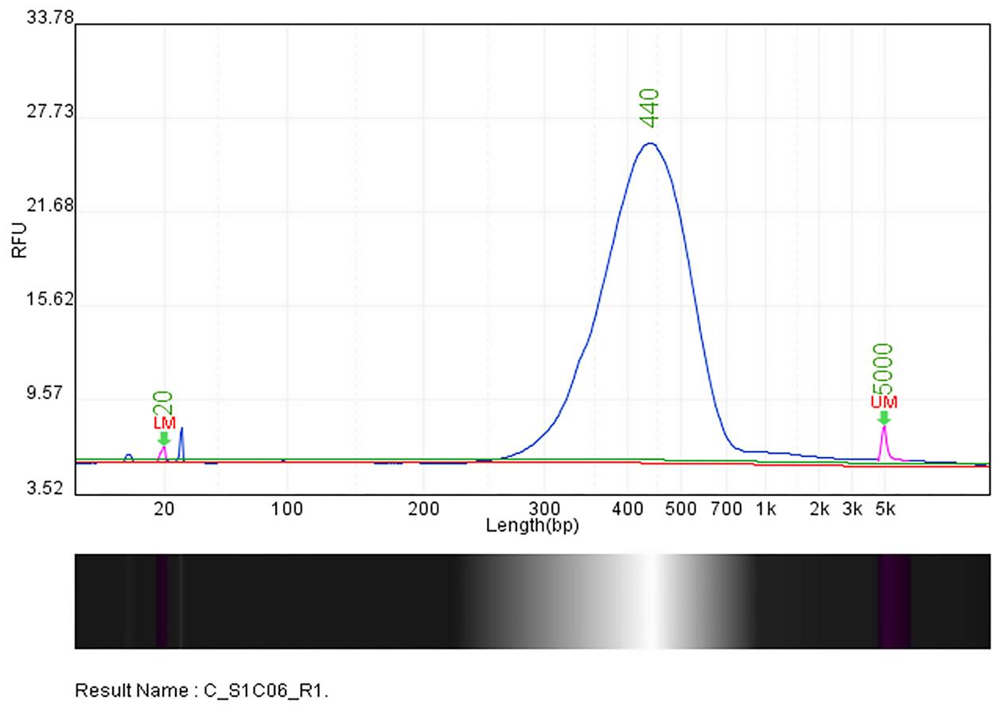 33.78
27.73
21.68
15.62
9.57
3.52
RFU
440
20
LM
5000
UM
20 100 200 300 400 500 700 1k 2k 3k 5k
Length(bp)
Result Name : C_S1C06_R1.